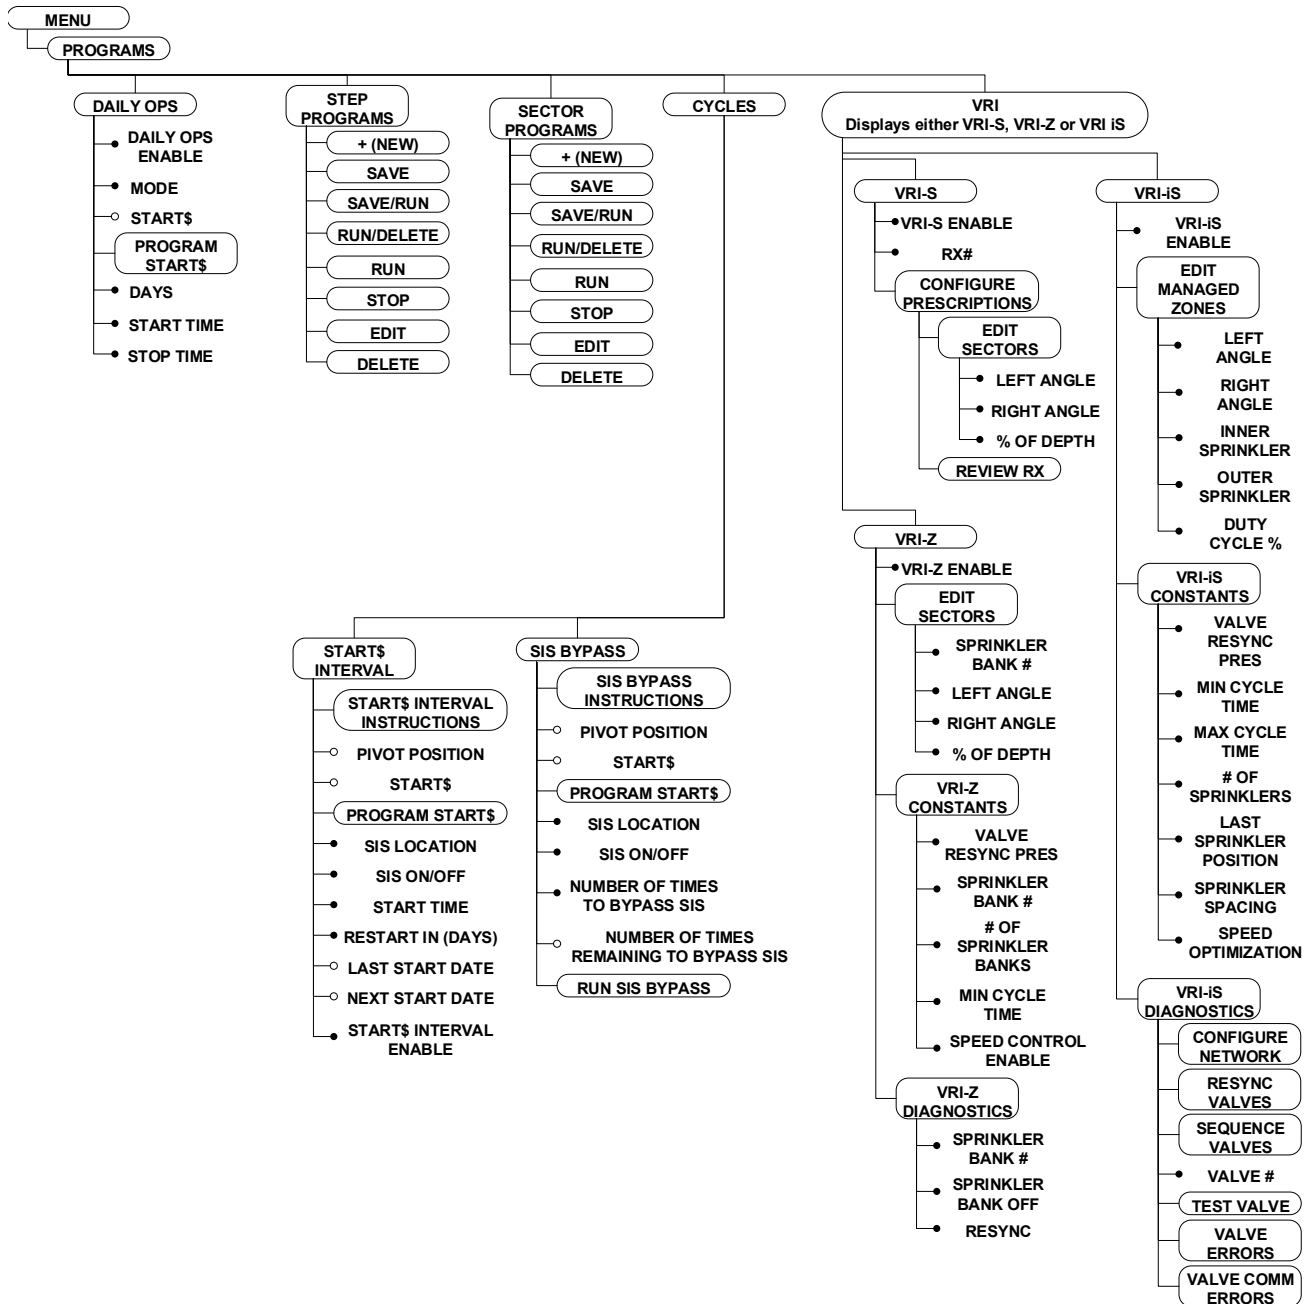 MENU
PROGRAMS
DAILY OPS
DAILY OPS
ENABLE
MODE
START$
PROGRAM
START$
DAYS
START TIME
STOP TIME
STEP
PROGRAMS
+ (NEW)
SAVE
SAVE/RUN
RUN/DELETE
RUN
STOP
EDIT
DELETE
SECTOR
PROGRAMS
+ (NEW)
SAVE
SAVE/RUN
RUN/DELETE
RUN
STOP
EDIT
DELETE
CYCLES
START$
INTERVAL
START$ INTERVAL
INSTRUCTIONS
PIVOT POSITION
START$
PROGRAM START$
SIS LOCATION
SIS ON/OFF
START TIME
RESTART IN (DAYS)
LAST START DATE
NEXT START DATE
START$ INTERVAL
ENABLE
SIS BYPASS
SIS BYPASS
INSTRUCTIONS
PIVOT POSITION
START$
PROGRAM START$
SIS LOCATION
SIS ON/OFF
NUMBER OF TIMES
TO BYPASS SIS
NUMBER OF TIMES
REMAINING TO BYPASS SIS
RUN SIS BYPASS
VRI
Displays either VRI-S, VRI-Z or VRI iS
VRI-S
VRI-S ENABLE
RX#
CONFIGURE
PRESCRIPTIONS
EDIT
SECTORS
LEFT ANGLE
RIGHT ANGLE
% OF DEPTH
REVIEW RX
VRI-Z
VRI-Z ENABLE
EDIT
SECTORS
SPRINKLER
BANK #
LEFT ANGLE
RIGHT ANGLE
% OF DEPTH
VRI-Z
CONSTANTS
VALVE
RESYNC PRES
SPRINKLER
BANK #
# OF
SPRINKLER
BANKS
MIN CYCLE
TIME
SPEED CONTROL
ENABLE
VRI-Z
DIAGNOSTICS
SPRINKLER
BANK #
SPRINKLER
BANK OFF
RESYNC
VRI-iS
VRI-iS
ENABLE
EDIT
MANAGED
ZONES
LEFT
ANGLE
RIGHT
ANGLE
INNER
SPRINKLER
OUTER
SPRINKLER
DUTY
CYCLE %
VRI-iS
CONSTANTS
VALVE
RESYNC
PRES
MIN CYCLE
TIME
MAX CYCLE
TIME
# OF
SPRINKLERS
LAST
SPRINKLER
POSITION
SPRINKLER
SPACING
SPEED
OPTIMIZATION
VRI-iS
DIAGNOSTICS
CONFIGURE
NETWORK
RESYNC
VALVES
SEQUENCE
VALVES
VALVE #
TEST VALVE
VALVE
ERRORS
VALVE COMM
ERRORS